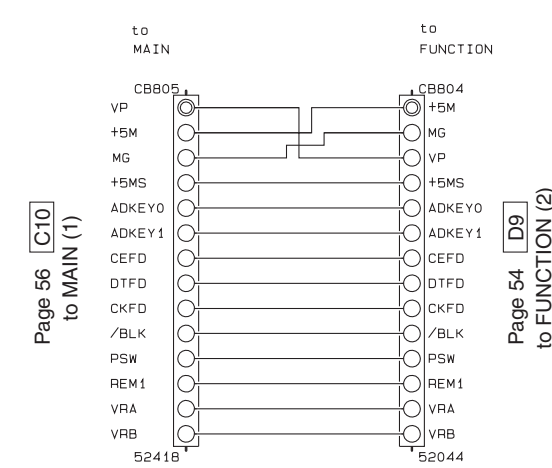 to
MAIN
to
FUNCTION
CB805
CB804
VP
+5M
+5M
MG
MG
VP
+5MS
+5MS
ADKEY0
ADKEY0
ADKEY1
ADKEY1
CEFD
CEFD
DTFD
DTFD
CKFD
CKFD
/BLK
/BLK
PSW
PSW
REM1
REM1
VRA
VRA
VRB
VRB
52418
52044
Page 56 C10
to MAIN (1)
Page 54 D9
to FUNCTION (2)